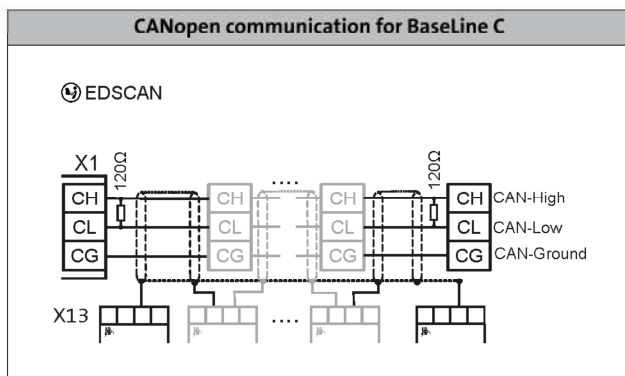 CANopen communication for BaseLine C
EDSCAN
X1
120Ω
....
120Ω
CH
CH
CH
CH
CAN-High
CL
CL
CL
CL
CAN-Low
CG
CG
CG
CG
CAN-Ground
X13
....